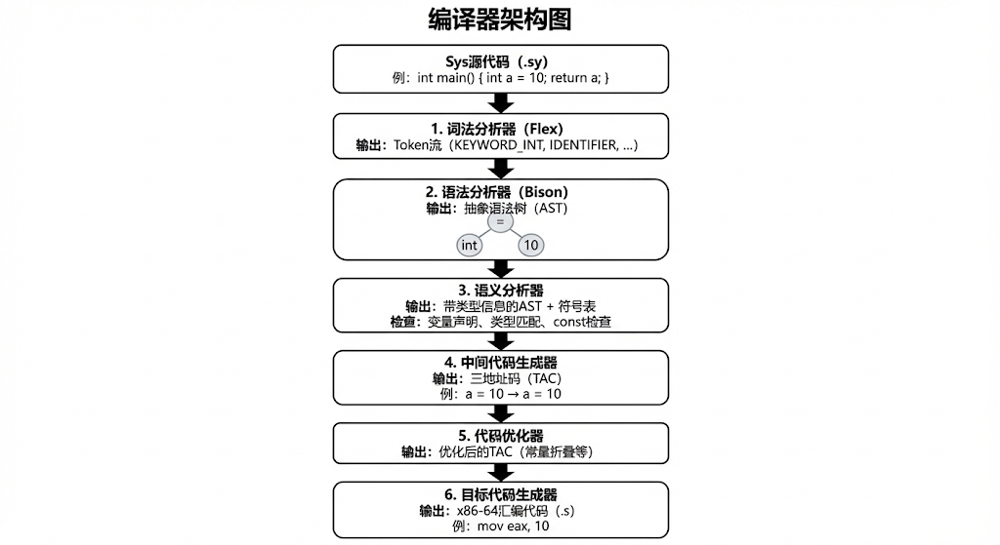 编译器架构图
Sys源代码（.sy）
例：int main() { int a = 10; return a; }
1. 词法分析器（Flex）
输出：Token流（KEYWORD_INT, IDENTIFIER, ...）
2. 语法分析器（Bison）
输出：抽象语法树（AST）
=
int 10
3. 语义分析器
输出：带类型信息的AST + 符号表
检查：变量声明、类型匹配、const检查
4. 中间代码生成器
输出：三地址码（TAC）
例：a = 10 → a = 10
5. 代码优化器
输出：优化后的TAC（常量折叠等）
6. 目标代码生成器
输出：x86-64汇编代码（.s）
例：mov eax, 10